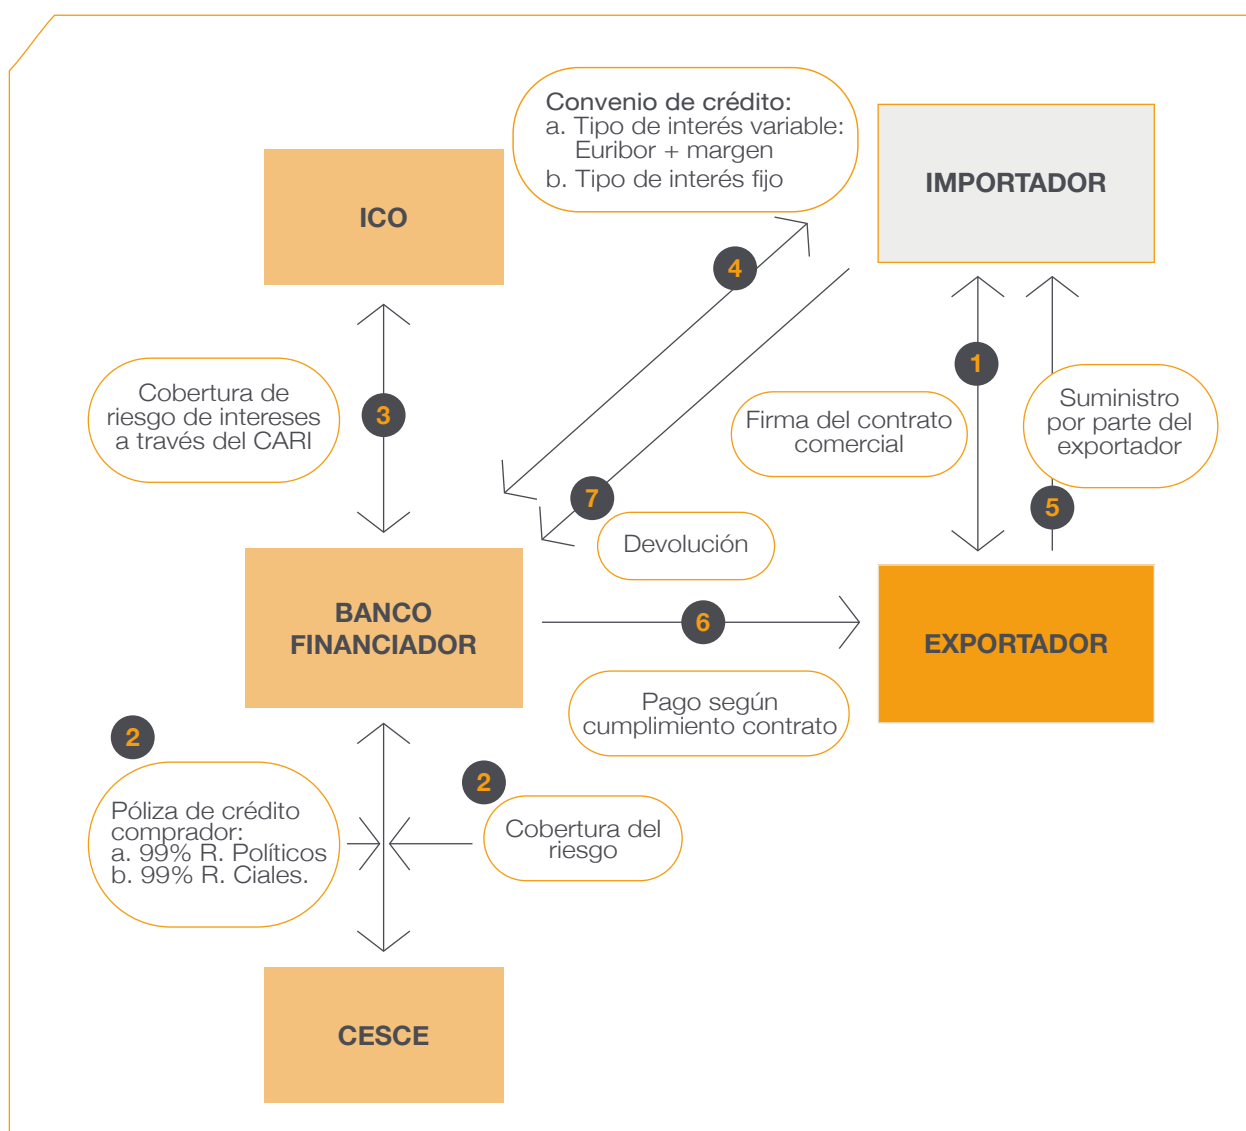 Convenio de crédito:
a. Tipo de interés variable:
Euribor + margen
b. Tipo de interés fijo
IMPORTADOR
ICO
4
1
Cobertura de
riesgo de intereses
a través del CARI
3
Firma del contrato
comercial
Suministro
por parte del
exportador
7
5
Devolución
BANCO
FINANCIADOR
6
EXPORTADOR
Pago según
cumplimiento contrato
2
Póliza de crédito
comprador:
a. 99% R. Políticos
b. 99% R. Ciales.
2
Cobertura del
riesgo
CESCE